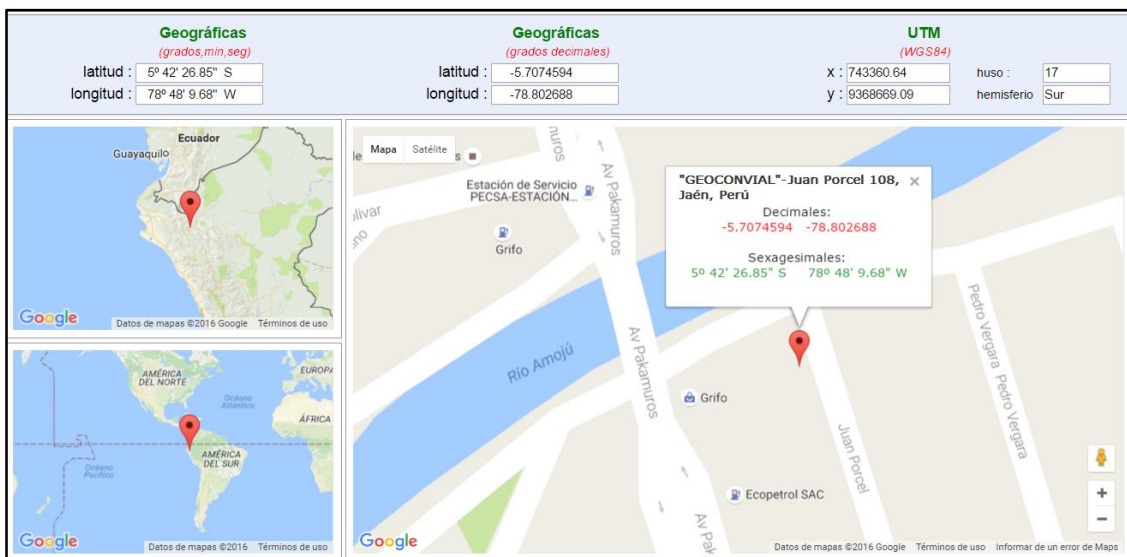 Geográficas
(grados,min,seg)
latitud : 5º 42' 26.85" S
longitud : 78º 48' 9.68" W
Geográficas
(grados decimales)
latitud : -5.7074594
longitud : -78.802688
UTM
(WGS84)
x : 743360.64 huso : 17
y : 9368669.09 hemisferio Sur
Ecuador
Guayaquilo
Google
Datos de mapas ©2016 Google Términos de uso
AMÉRICA
DEL NORTE
EUROPA
Océano
Atlántico
ÁFRICA
AMÉRICA
DEL SUR
Océano
Pacífico
Google
Datos de mapas ©2016 Términos de uso
Mapa Satélite
Estación de Servicio
PECSA-ESTACIÓN...
Grifo
Av Pakamuros
Av Pakamuros
Av Pak
Río Amojú
Grifo
Ecopetrol SAC
Juan Porcel
Pedro Vergara
Pedro Vergara
"GEOCONVIAL"-Juan Porcel 108,
Jaén, Perú
Decimales:
-5.7074594 -78.802688
Sexagesimales:
5º 42' 26.85" S 78º 48' 9.68" W
Google
Datos de mapas ©2016 Google Términos de uso Informar de un error de Maps